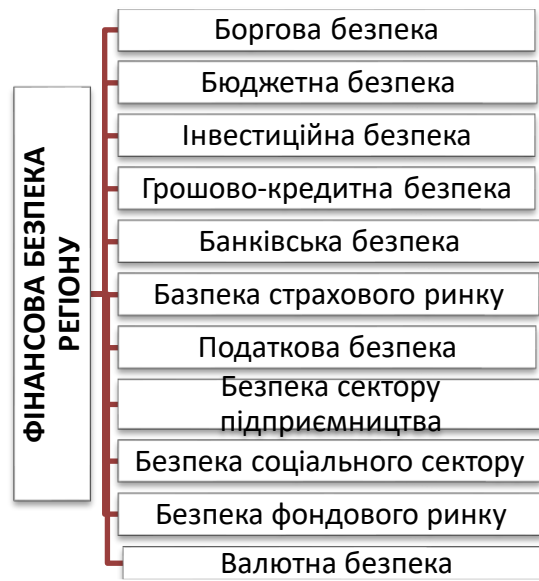 ФІНАНСОВА БЕЗПЕКА
РЕГІОНУ
Боргова безпека
Бюджетна безпека
Інвестиційна безпека
Грошово-кредитна безпека
Банківська безпека
Базпека страхового ринку
Податкова безпека
Безпека сектору
підприємництва
Безпека соціального сектору
Безпека фондового ринку
Валютна безпека